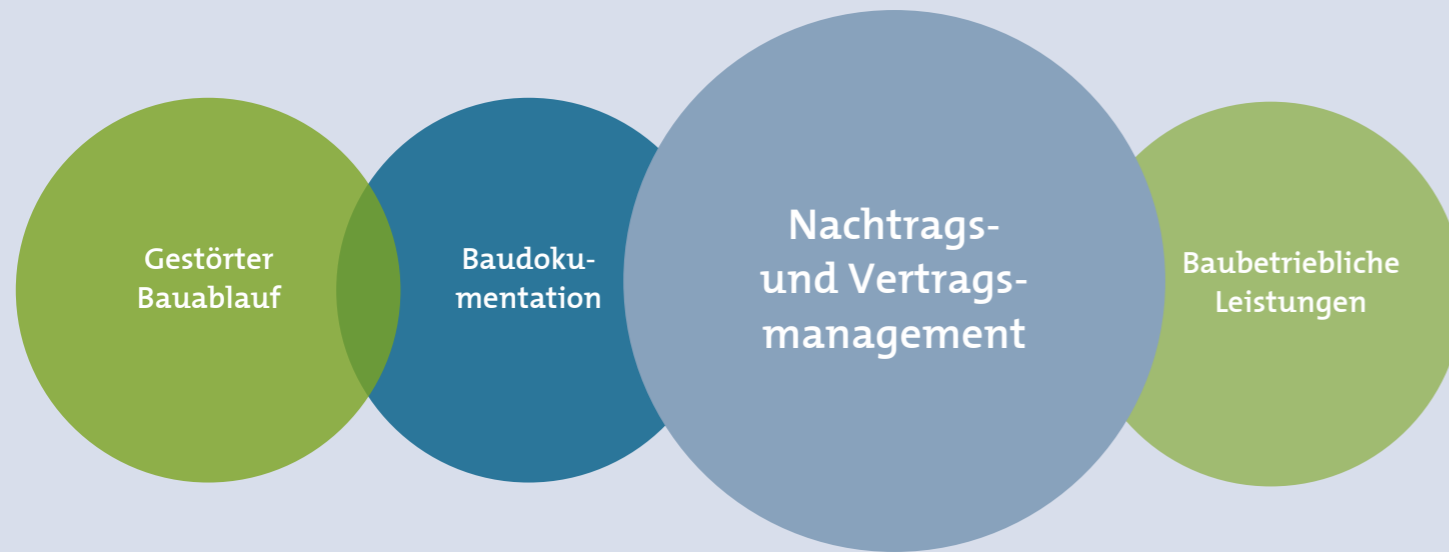 Gestörter
Bauablauf
Baudoku-
mentation
Nachtrags-
und Vertrags-
management
Baubetriebliche
Leistungen